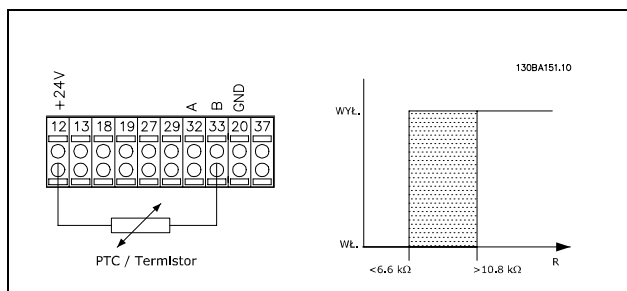 130BA151.10
+24V
A
B
GND
12 13 18 19 27 29 32 33 20 37
PTC / Termistor
WYŁ.
WŁ.
<6.6 kΩ
>10.8 kΩ
R